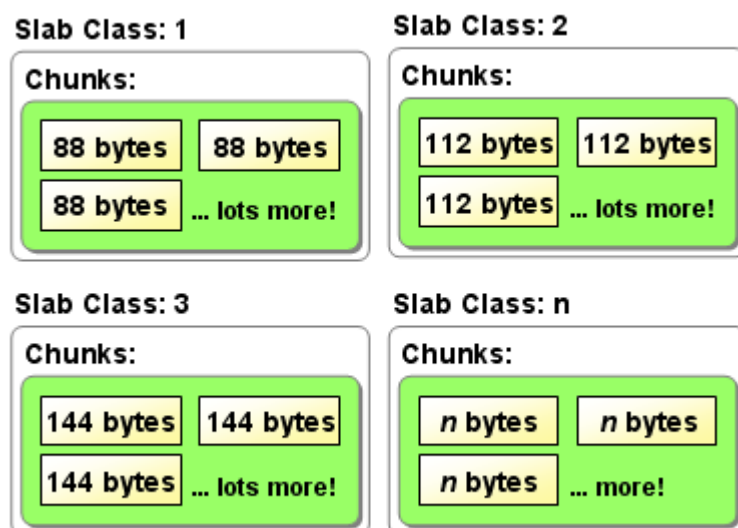 Slab Class: 1
Chunks:
88 bytes 88 bytes
88 bytes ... lots more!
Slab Class: 2
Chunks:
112 bytes 112 bytes
112 bytes ... lots more!
Slab Class: 3
Chunks:
144 bytes 144 bytes
144 bytes ... lots more!
Slab Class: n
Chunks:
n bytes n bytes
n bytes ... more!